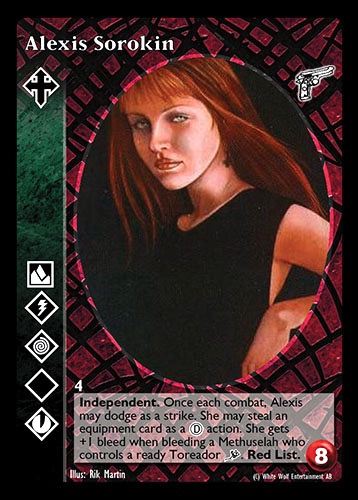 Alexis Sorokin
4
Independent. Once each combat, Alexis
may dodge as a strike. She may steal an
equipment card as a D action. She gets
+1 bleed when bleeding a Methuselah who
controls a ready Toreador. Red List.
8
Illus: Rik Martin
(C) White Wolf Entertainment AB